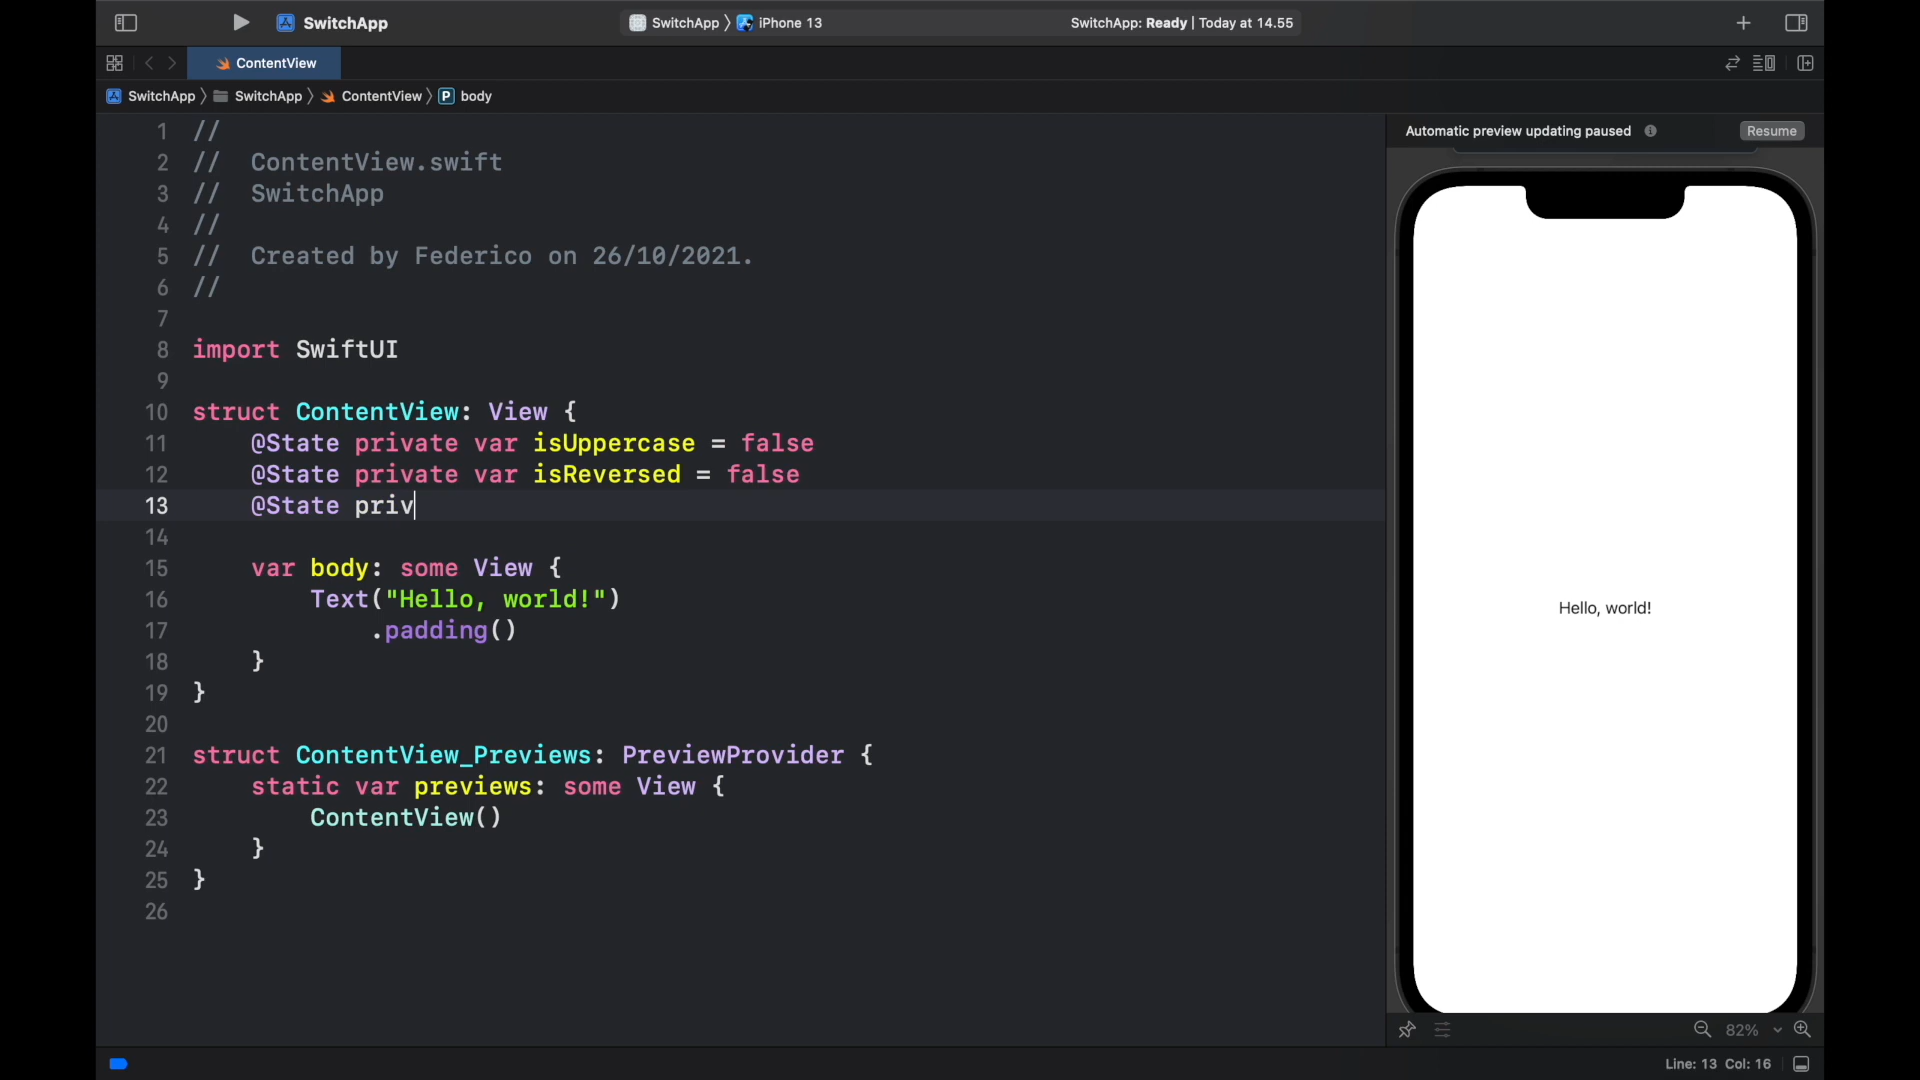 SwitchApp
SwitchApp 〉 iPhone 13
SwitchApp: Ready | Today at 14.55
ContentView
SwitchApp 〉 SwitchApp 〉 ContentView 〉 P body
1 //
2 //  ContentView.swift
3 //  SwitchApp
4 //
5 //  Created by Federico on 26/10/2021.
6 //
7
8 import SwiftUI
9
10 struct ContentView: View {
11     @State private var isUppercase = false
12     @State private var isReversed = false
13     @State priv
14
15     var body: some View {
16         Text("Hello, world!")
17             .padding()
18     }
19 }
20
21 struct ContentView_Previews: PreviewProvider {
22     static var previews: some View {
23         ContentView()
24     }
25 }
26
Automatic preview updating paused
Resume
Hello, world!
82%
Line: 13 Col: 16